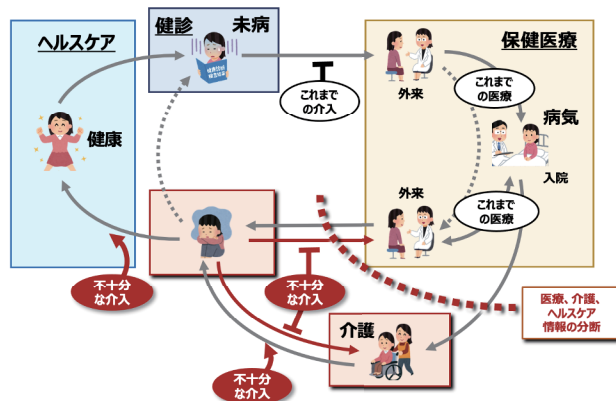 ヘルスケア
健診
未病
保健医療
健康
これまで
の介入
外来
これまで
の医療
病気
入院
外来
これまで
の医療
不十分
な介入
不十分
な介入
医療、介護、
ヘルスケア
情報の分断
介護
不十分
な介入